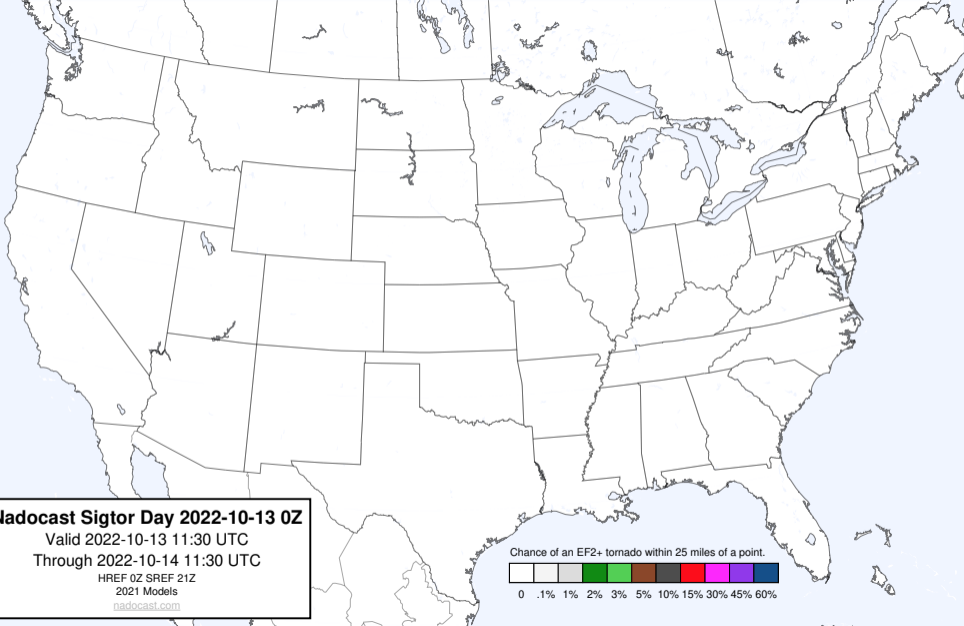 Nadocast Sigtor Day 2022-10-13 0Z
Valid 2022-10-13 11:30 UTC
Through 2022-10-14 11:30 UTC
HREF 0Z SREF 21Z
2021 Models
nadocast.com
Chance of an EF2+ tornado within 25 miles of a point.
0 .1% 1% 2% 3% 5% 10% 15% 30% 45% 60%